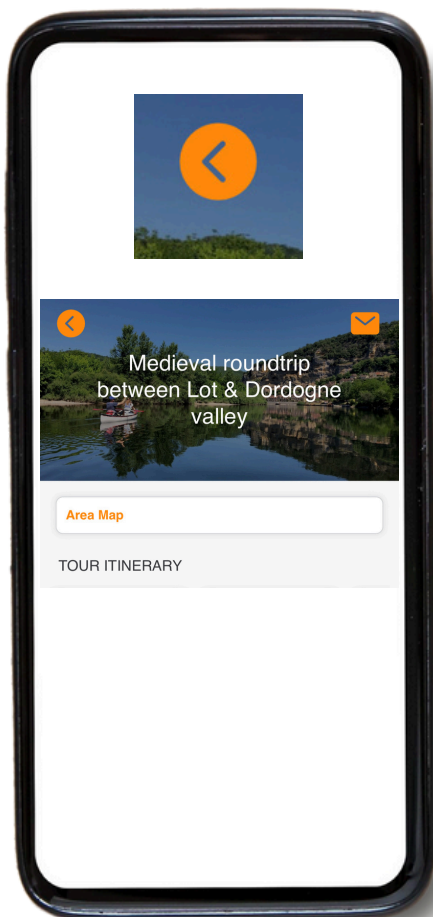 Medieval roundtrip
between Lot & Dordogne
valley
Area Map
TOUR ITINERARY